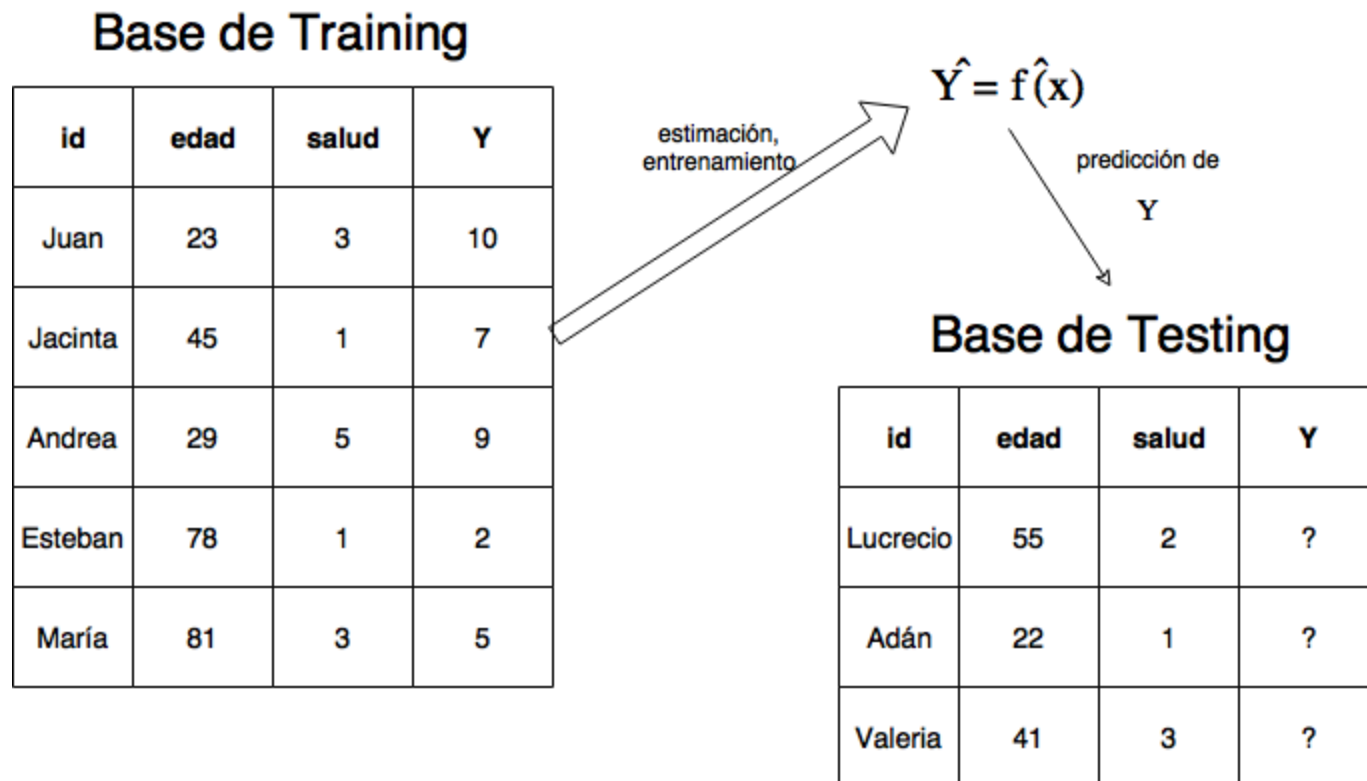 Base de Training
id edad salud Y
Juan 23 3 10
Jacinta 45 1 7
Andrea 29 5 9
Esteban 78 1 2
María 81 3 5
estimación,
entrenamiento
Ŷ = f̂(x)
predicción de
Y
Base de Testing
id edad salud Y
Lucrecio 55 2 ?
Adán 22 1 ?
Valeria 41 3 ?